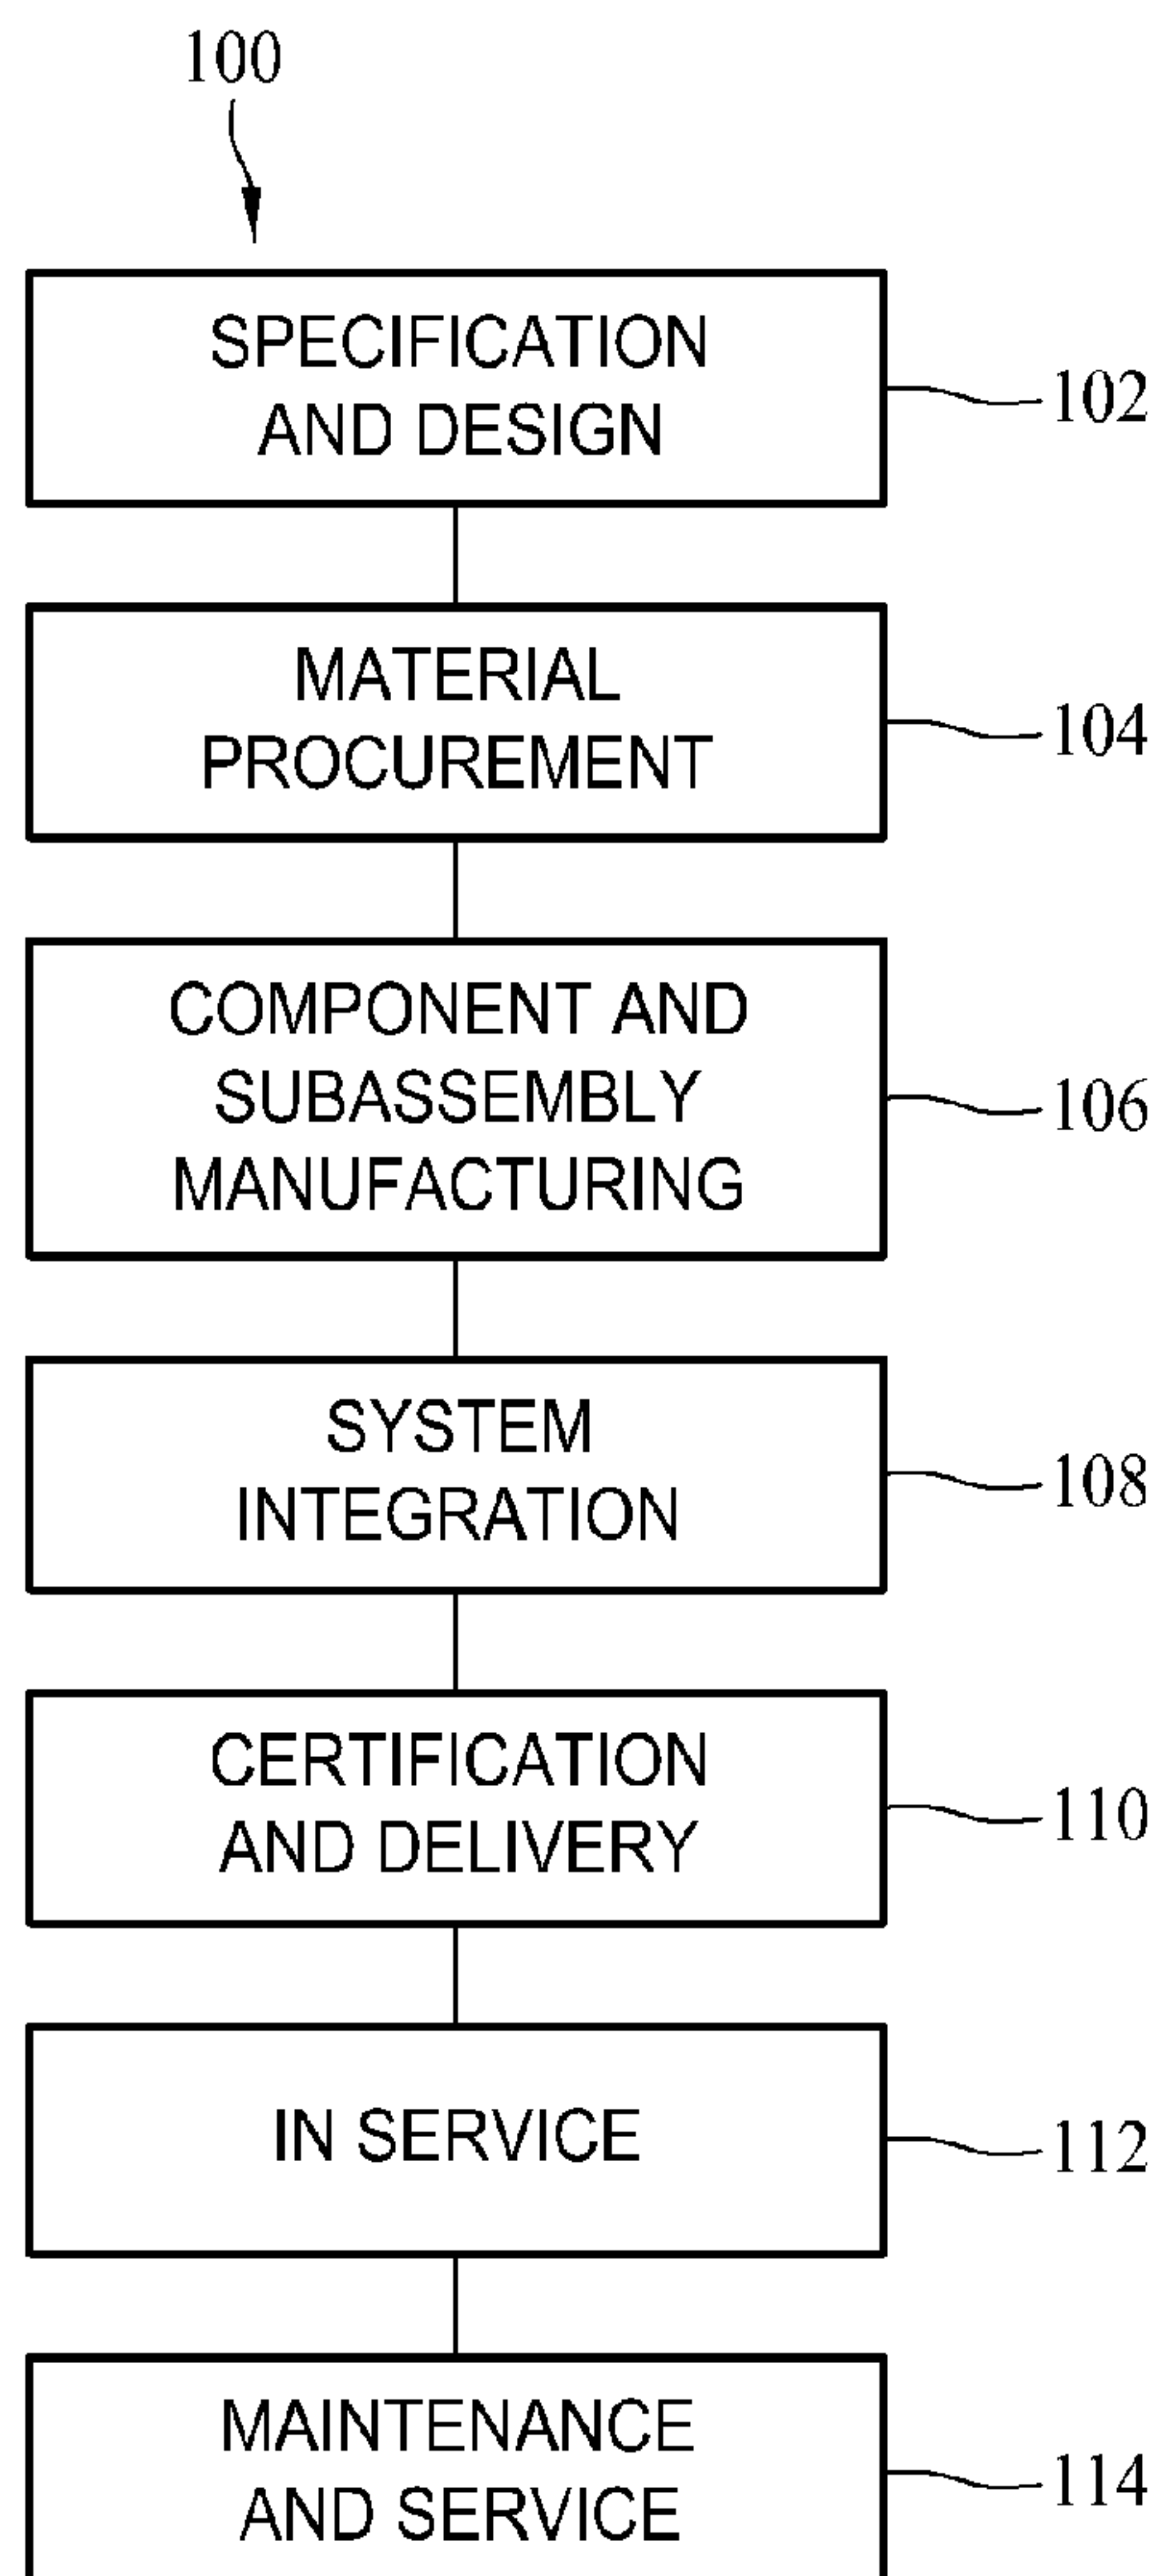 100
SPECIFICATION
AND DESIGN
102
MATERIAL
PROCUREMENT
104
COMPONENT AND
SUBASSEMBLY
MANUFACTURING
106
SYSTEM
INTEGRATION
108
CERTIFICATION
AND DELIVERY
110
IN SERVICE
112
MAINTENANCE
AND SERVICE
114